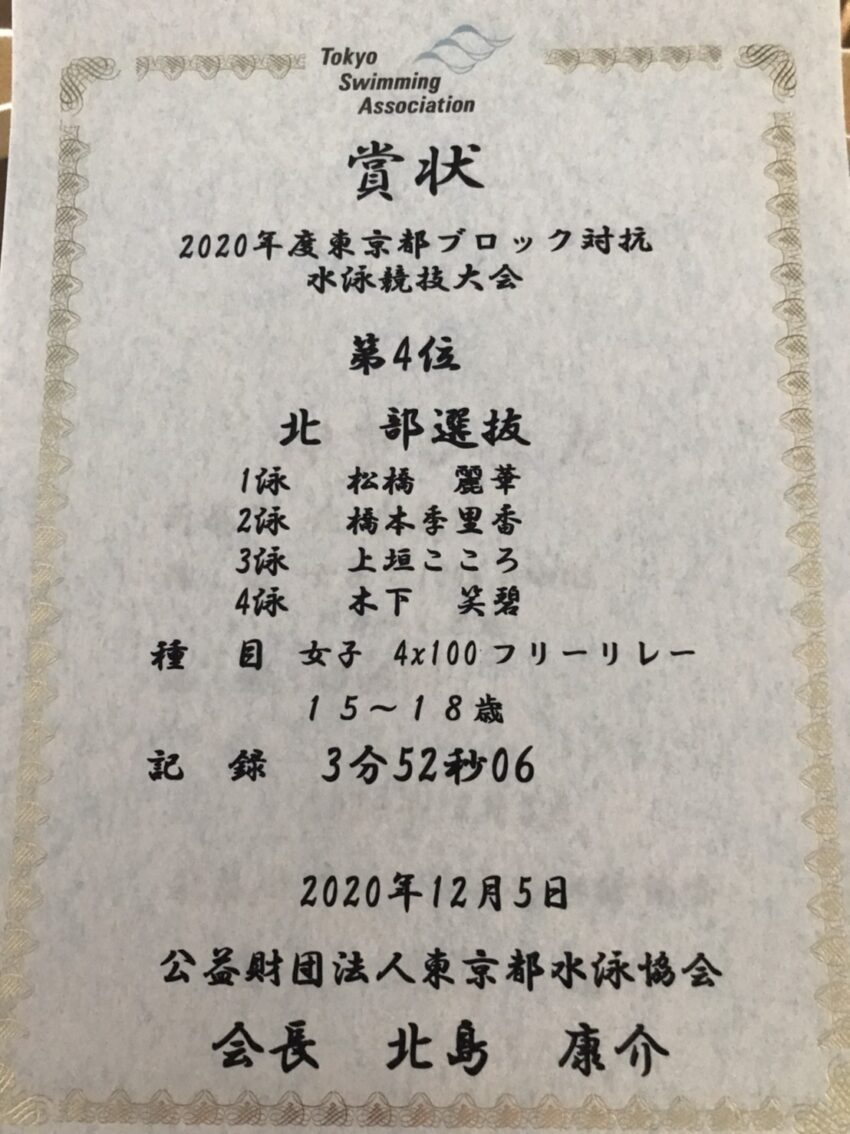 Tokyo
Swimming
Association
賞状
2020年度東京都ブロック対抗
水泳競技大会
第4位
北　部選抜
1泳　松橋　麗華
2泳　橋本季里香
3泳　上垣こころ
4泳　木下　笑碧
種　目　女子　4x100フリーリレー
１５～１８歳
記　録　3分52秒06
2020年12月5日
公益財団法人東京都水泳協会
会長　北島　康介